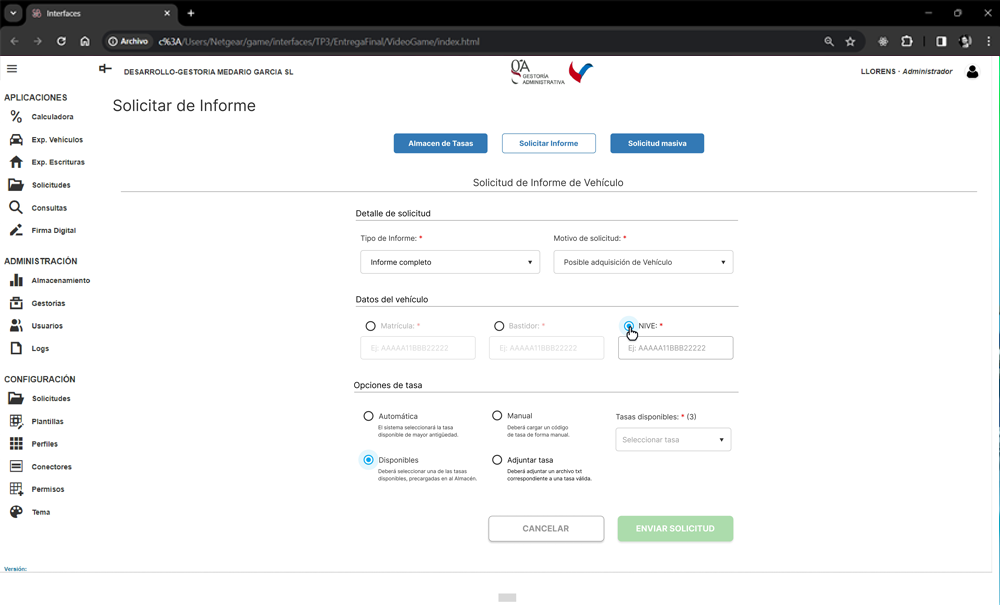 Interfaces
Archivo
c%3A/Users/Netgear/game/interfaces/TP3/EntregaFinal/VideoGame/index.html
DESARROLLO-GESTORIA MEDARIO GARCIA SL
GA
GESTORÍA
ADMINISTRATIVA
LLORENS - Administrador
APLICACIONES
Calculadora
Exp. Vehículos
Exp. Escrituras
Solicitudes
Consultas
Firma Digital
ADMINISTRACIÓN
Almacenamiento
Gestorías
Usuarios
Logs
CONFIGURACIÓN
Solicitudes
Plantillas
Perfiles
Conectores
Permisos
Tema
Versión:
Solicitar de Informe
Almacen de Tasas
Solicitar Informe
Solicitud masiva
Solicitud de Informe de Vehículo
Detalle de solicitud
Tipo de Informe: *
Motivo de solicitud: *
Informe completo
Posible adquisición de Vehículo
Datos del vehículo
Matrícula: *
Bastidor: *
NIVE: *
Ej: AAAAA11BBB22222
Ej: AAAAA11BBB22222
Ej: AAAAA11BBB22222
Opciones de tasa
Automática
El sistema seleccionará la tasa
disponible de mayor antigüedad.
Manual
Deberá cargar un código
de tasa de forma manual.
Tasas disponibles: * (3)
Seleccionar tasa
Disponibles
Deberá seleccionar una de las tasas
disponibles, precargadas en al Almacén.
Adjuntar tasa
Deberá adjuntar un archivo txt
correspondiente a una tasa válida.
CANCELAR
ENVIAR SOLICITUD